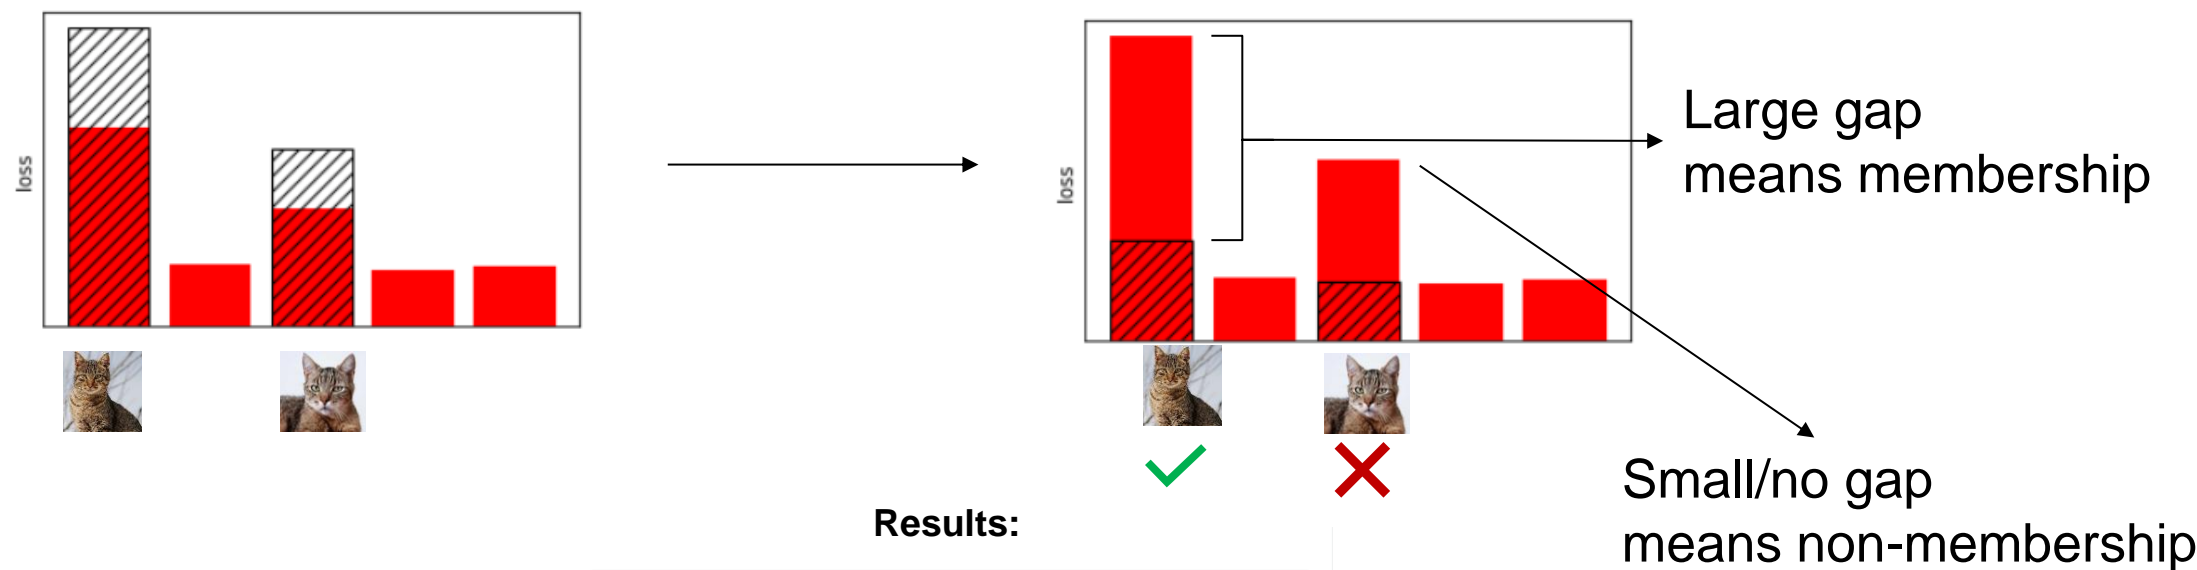 loss
loss
Large gap
means membership
Small/no gap
means non-membership
Results: